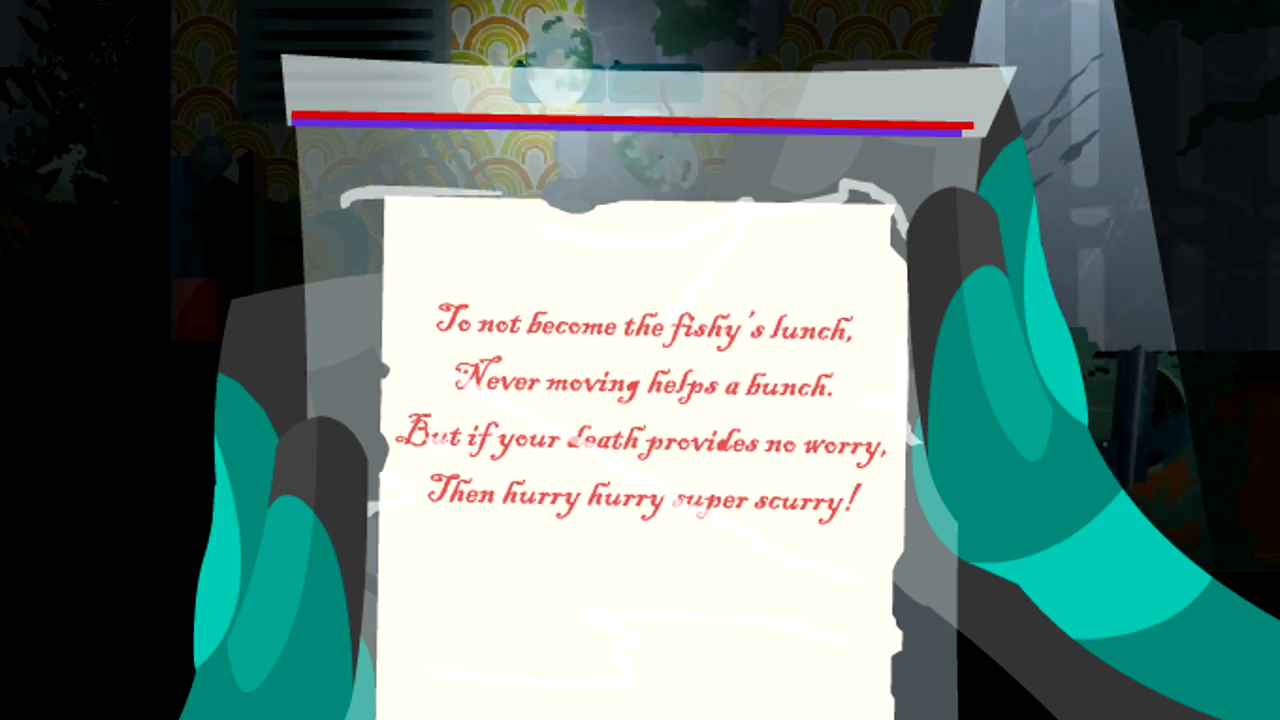 To not become the fishy's lunch,
Never moving helps a bunch.
But if your death provides no worry,
Then hurry hurry super scurry!